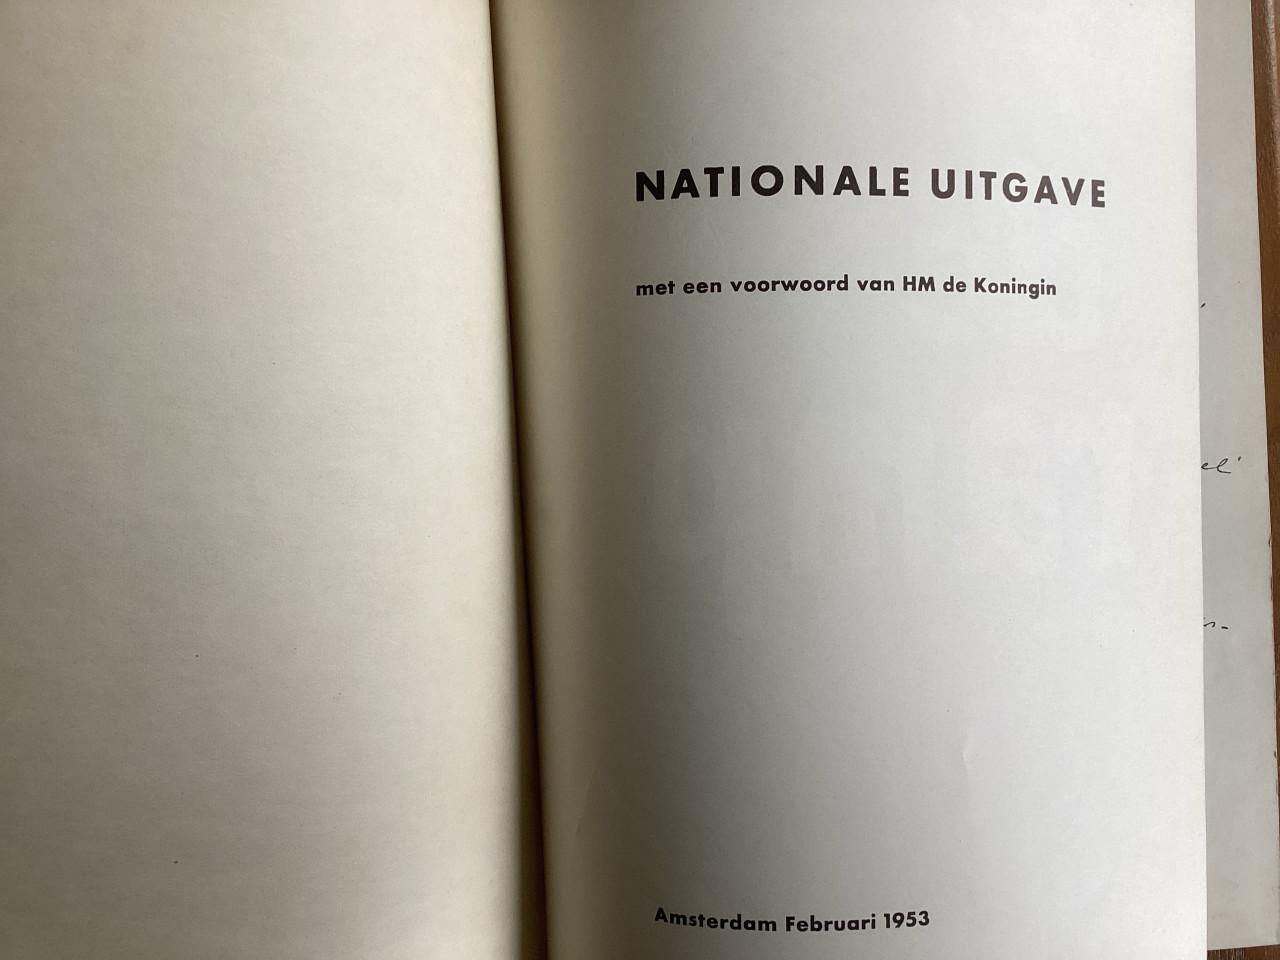 NATIONALE UITGAVE
met een voorwoord van HM de Koningin
Amsterdam Februari 1953